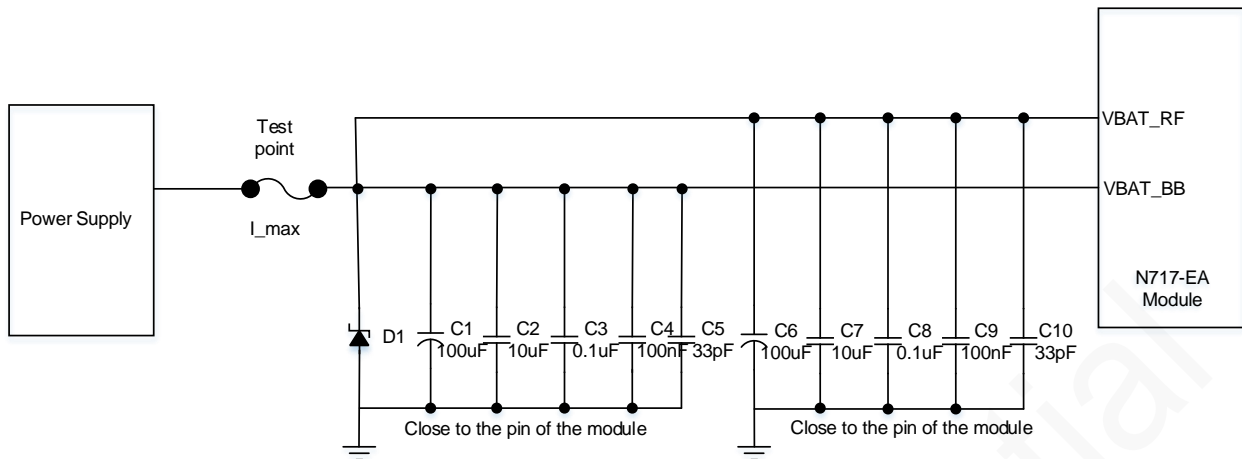 Power Supply
Test
point
I_max
VBAT_RF
VBAT_BB
N717-EA
Module
D1
C1
100uF
C2
10uF
C3
0.1uF
C4
100nF
C5
33pF
C6
100uF
C7
10uF
C8
0.1uF
C9
100nF
C10
33pF
Close to the pin of the module
Close to the pin of the module
tial